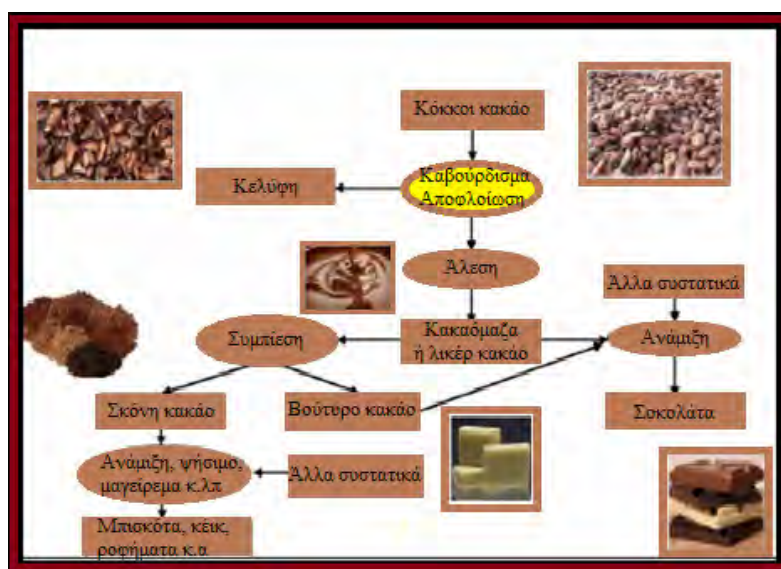 Κόκκοι κακάο
Κελύφη
Καβούρδισμα
Αποφλοίωση
Άλεση
Άλλα συστατικά
Συμπίεση
Κακαόμαζα
ή λικέρ κακάο
Ανάμιξη
Σκόνη κακάο
Βούτυρο κακάο
Σοκολάτα
Ανάμιξη, ψήσιμο,
μαγείρεμα κ.λπ
Άλλα συστατικά
Μπισκότα, κέικ,
ροφήματα κ.α